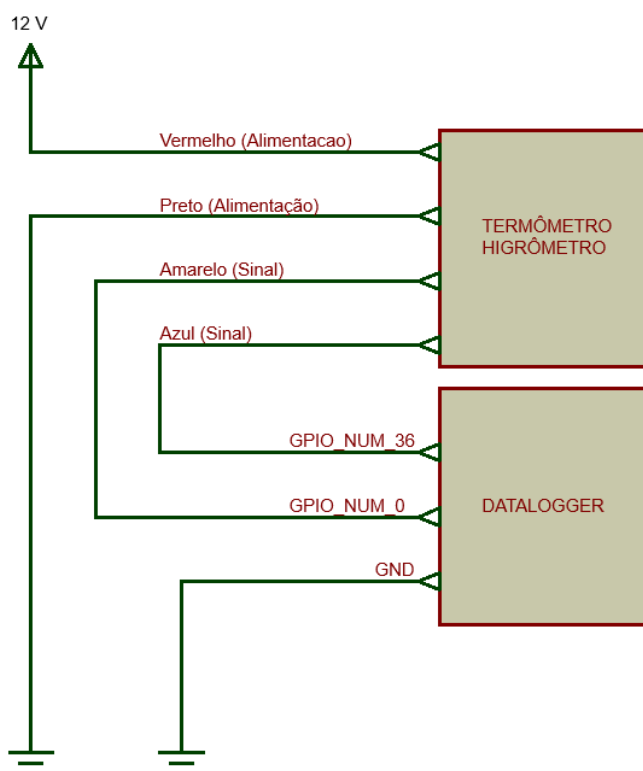 12 V
Vermelho (Alimentacao)
Preto (Alimentação)
TERMÔMETRO
HIGRÔMETRO
Amarelo (Sinal)
Azul (Sinal)
GPIO_NUM_36
GPIO_NUM_0
DATALOGGER
GND